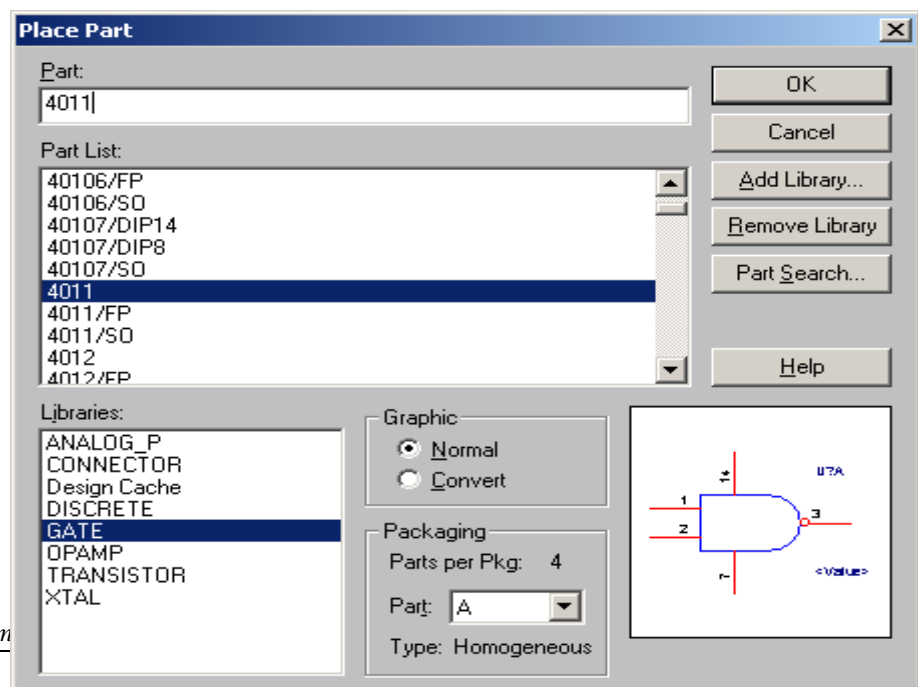 Place Part
Part:
4011
OK
Cancel
Part List:
40106/FP
40106/SO
40107/DIP14
40107/DIP8
40107/SO
4011
4011/FP
4011/SO
4012
4012/FP
Add Library...
Remove Library
Part Search...
Help
Libraries:
ANALOG_P
CONNECTOR
Design Cache
DISCRETE
GATE
OPAMP
TRANSISTOR
XTAL
Graphic
Normal
Convert
Packaging
Parts per Pkg: 4
Part: A
Type: Homogeneous
14
U?A
1
2
3
7
<Value>